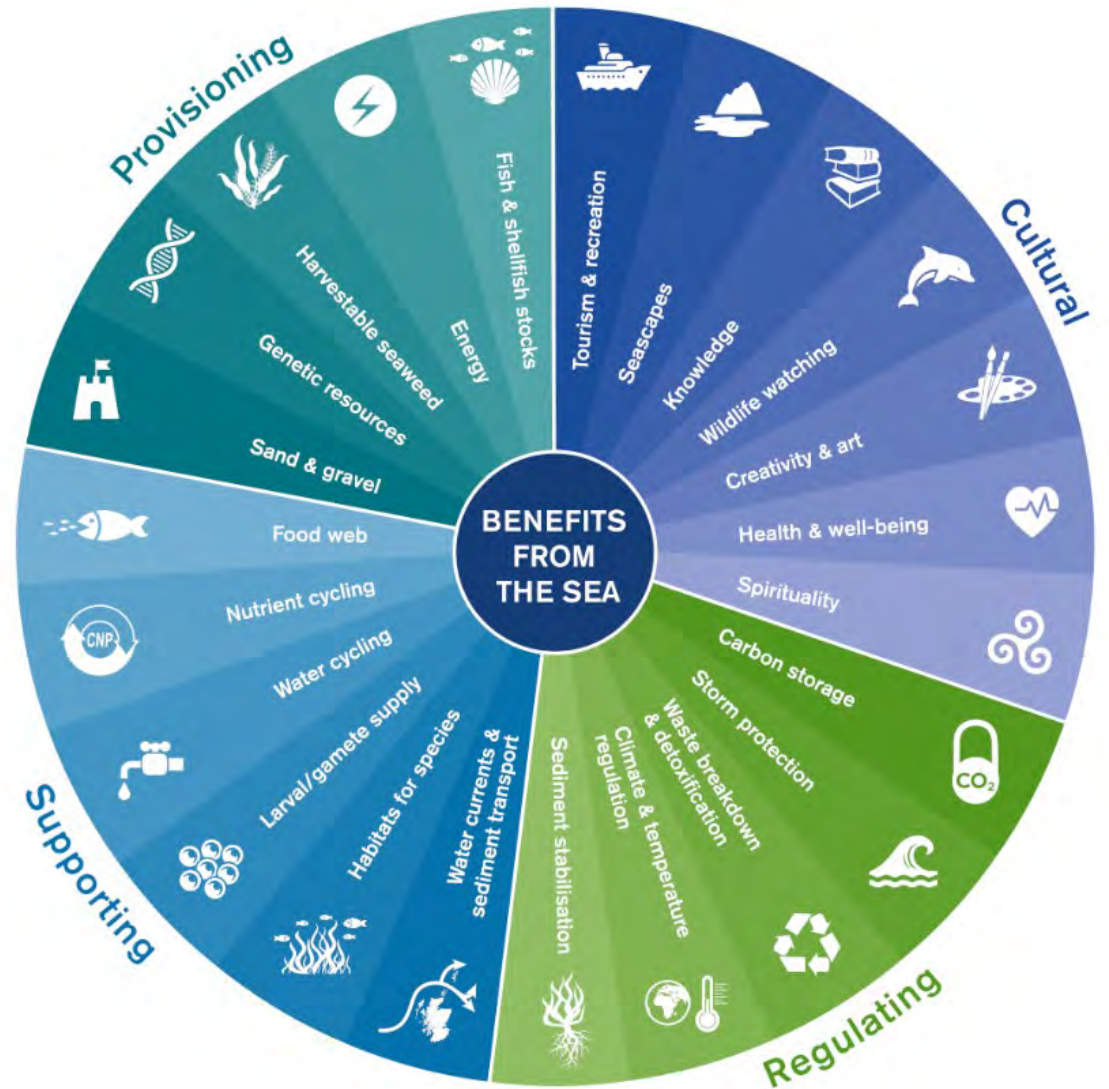 Provisioning
Fish & shellfish stocks
Energy
Harvestable seaweed
Genetic resources
Sand & gravel
Cultural
Tourism & recreation
Seascapes
Knowledge
Wildlife watching
Creativity & art
Health & well-being
Spirituality
BENEFITS
FROM
THE SEA
Regulating
Carbon storage
CO₂
Storm protection
Waste breakdown
& detoxification
Climate & temperature
regulation
Sediment stabilisation
Supporting
Food web
Nutrient cycling
CNP
Water cycling
Larval/gamete supply
Habitats for species
Water currents &
sediment transport